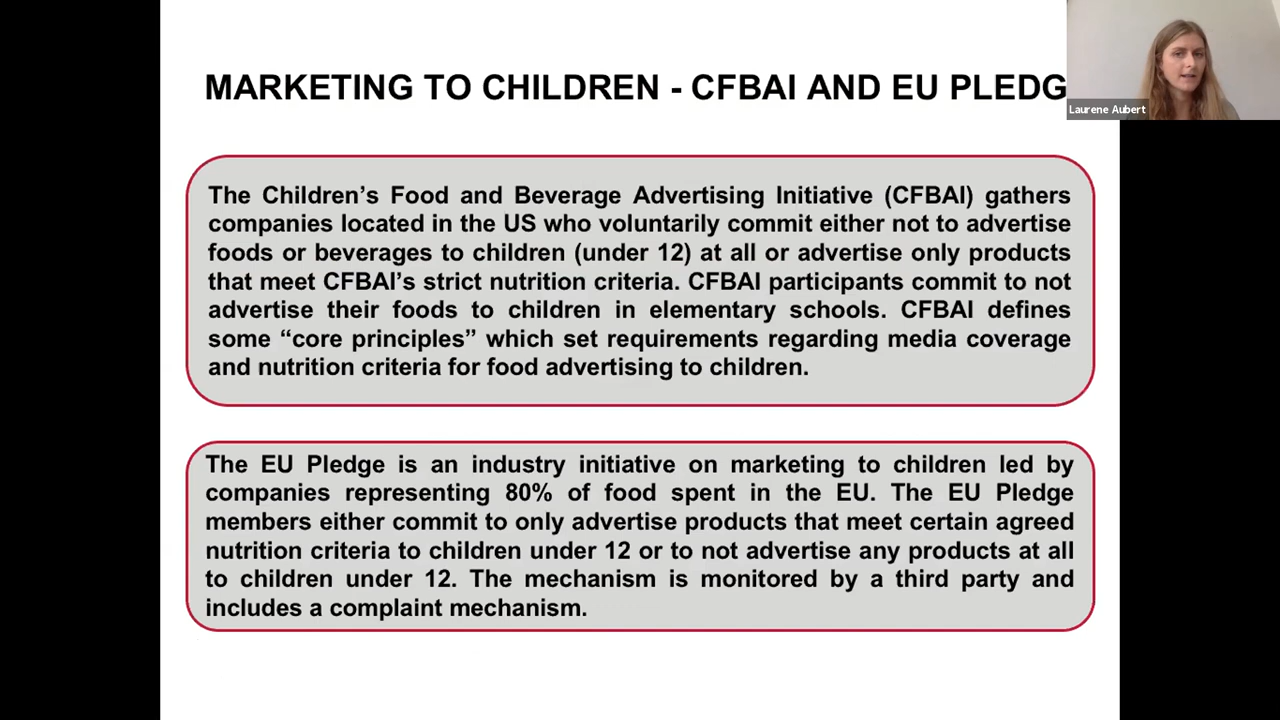 MARKETING TO CHILDREN - CFBAI AND EU PLEDG
Laurene Aubert
The Children’s Food and Beverage Advertising Initiative (CFBAI) gathers
companies located in the US who voluntarily commit either not to advertise
foods or beverages to children (under 12) at all or advertise only products
that meet CFBAI’s strict nutrition criteria. CFBAI participants commit to not
advertise their foods to children in elementary schools. CFBAI defines
some “core principles” which set requirements regarding media coverage
and nutrition criteria for food advertising to children.
The EU Pledge is an industry initiative on marketing to children led by
companies representing 80% of food spent in the EU. The EU Pledge
members either commit to only advertise products that meet certain agreed
nutrition criteria to children under 12 or to not advertise any products at all
to children under 12. The mechanism is monitored by a third party and
includes a complaint mechanism.